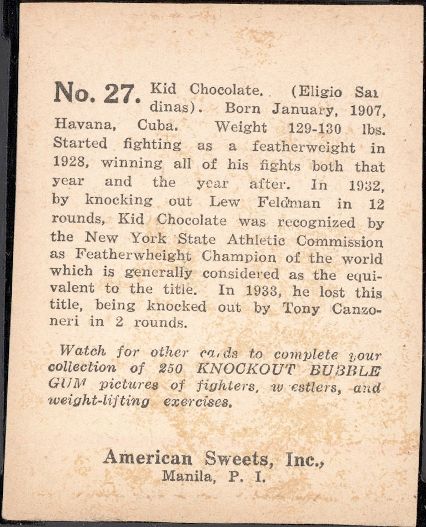 No. 27. Kid Chocolate. (Eligio Sar
dinas). Born January, 1907,
Havana, Cuba. Weight 129-130 lbs.
Started fighting as a featherweight in
1928, winning all of his fights both that
year and the year after. In 1932,
by knocking out Lew Feldman in 12
rounds, Kid Chocolate was recognized by
the New York State Athletic Commission
as Featherwheight Champion of the world
which is generally considered as the equi-
valent to the title. In 1933, he lost this
title, being knocked out by Tony Canzo-
neri in 2 rounds.
Watch for other cards to complete your
collection of 250 KNOCKOUT BUBBLE
GUM pictures of fighters, wrestlers, and
weight-lifting exercises.
American Sweets, Inc.,
Manila, P. I.